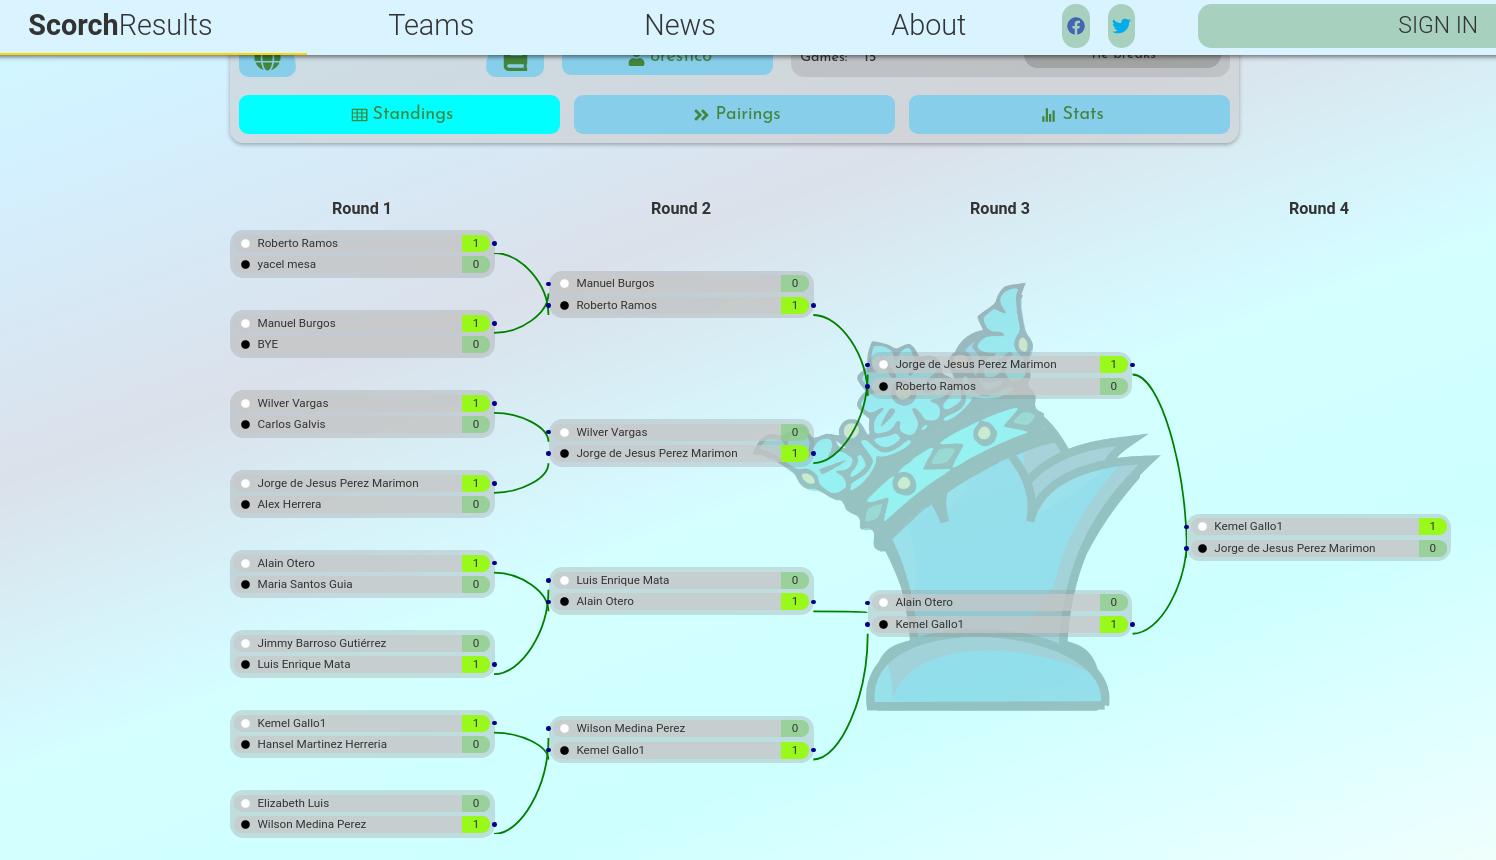 ScorchResults
Teams
News
About
SIGN IN
orestico
Games: 15
Tie breaks
Standings
Pairings
Stats
Round 1
Round 2
Round 3
Round 4
Roberto Ramos 1
yacel mesa 0
Manuel Burgos 1
BYE 0
Wilver Vargas 1
Carlos Galvis 0
Jorge de Jesus Perez Marimon 1
Alex Herrera 0
Alain Otero 1
Maria Santos Guia 0
Jimmy Barroso Gutiérrez 0
Luis Enrique Mata 1
Kemel Gallo1 1
Hansel Martinez Herreria 0
Elizabeth Luis 0
Wilson Medina Perez 1
Manuel Burgos 0
Roberto Ramos 1
Wilver Vargas 0
Jorge de Jesus Perez Marimon 1
Luis Enrique Mata 0
Alain Otero 1
Wilson Medina Perez 0
Kemel Gallo1 1
Jorge de Jesus Perez Marimon 1
Roberto Ramos 0
Alain Otero 0
Kemel Gallo1 1
Kemel Gallo1 1
Jorge de Jesus Perez Marimon 0